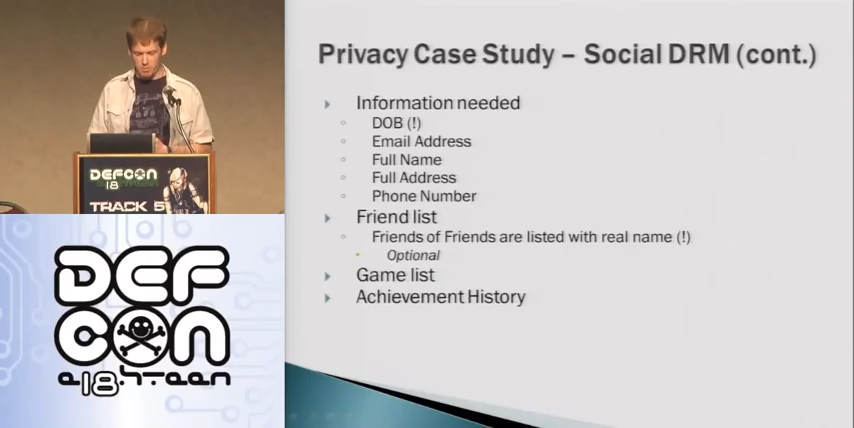 DEFCON
18
TRACK 5
DEF
CON
e18hteen
Privacy Case Study – Social DRM (cont.)
Information needed
DOB (!)
Email Address
Full Name
Full Address
Phone Number
Friend list
Friends of Friends are listed with real name (!)
Optional
Game list
Achievement History